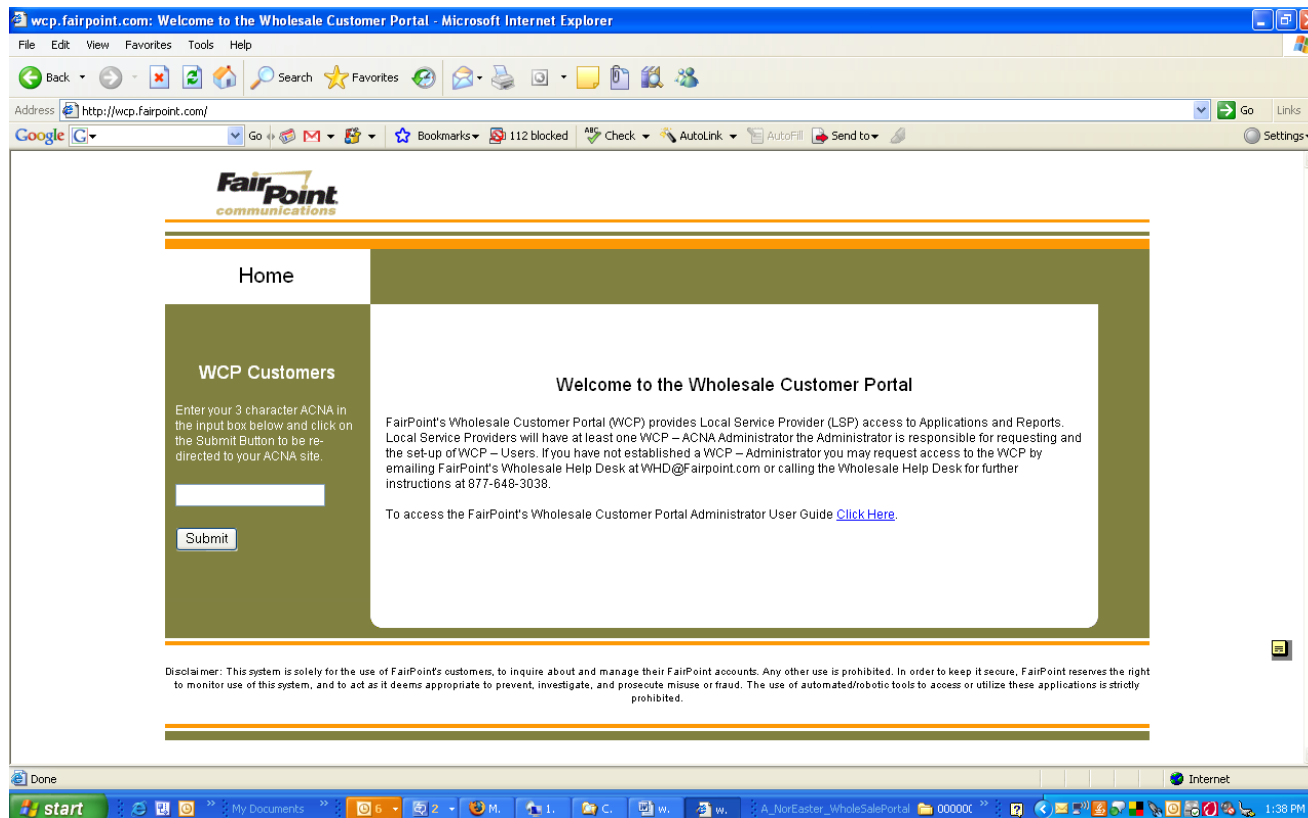 wcp.fairpoint.com: Welcome to the Wholesale Customer Portal - Microsoft Internet Explorer
File Edit View Favorites Tools Help
Back Search Favorites
Address http://wcp.fairpoint.com/ Go Links
Google G Go Bookmarks 112 blocked ABC Check AutoLink AutoFill Send to Settings
FairPoint
communications
Home
WCP Customers
Enter your 3 character ACNA in
the input box below and click on
the Submit Button to be re-
directed to your ACNA site.
Submit
Welcome to the Wholesale Customer Portal
FairPoint's Wholesale Customer Portal (WCP) provides Local Service Provider (LSP) access to Applications and Reports.
Local Service Providers will have at least one WCP – ACNA Administrator the Administrator is responsible for requesting and
the set-up of WCP – Users. If you have not established a WCP – Administrator you may request access to the WCP by
emailing FairPoint's Wholesale Help Desk at WHD@Fairpoint.com or calling the Wholesale Help Desk for further
instructions at 877-648-3038.
To access the FairPoint's Wholesale Customer Portal Administrator User Guide Click Here.
Disclaimer: This system is solely for the use of FairPoint's customers, to inquire about and manage their FairPoint accounts. Any other use is prohibited. In order to keep it secure, FairPoint reserves the right
to monitor use of this system, and to act as it deems appropriate to prevent, investigate, and prosecute misuse or fraud. The use of automated/robotic tools to access or utilize these applications is strictly
prohibited.
Done Internet
start » My Documents » 6 2 M. 1. C. w. w. A_NorEaster_WholeSalePortal 00000C » 1:38 PM